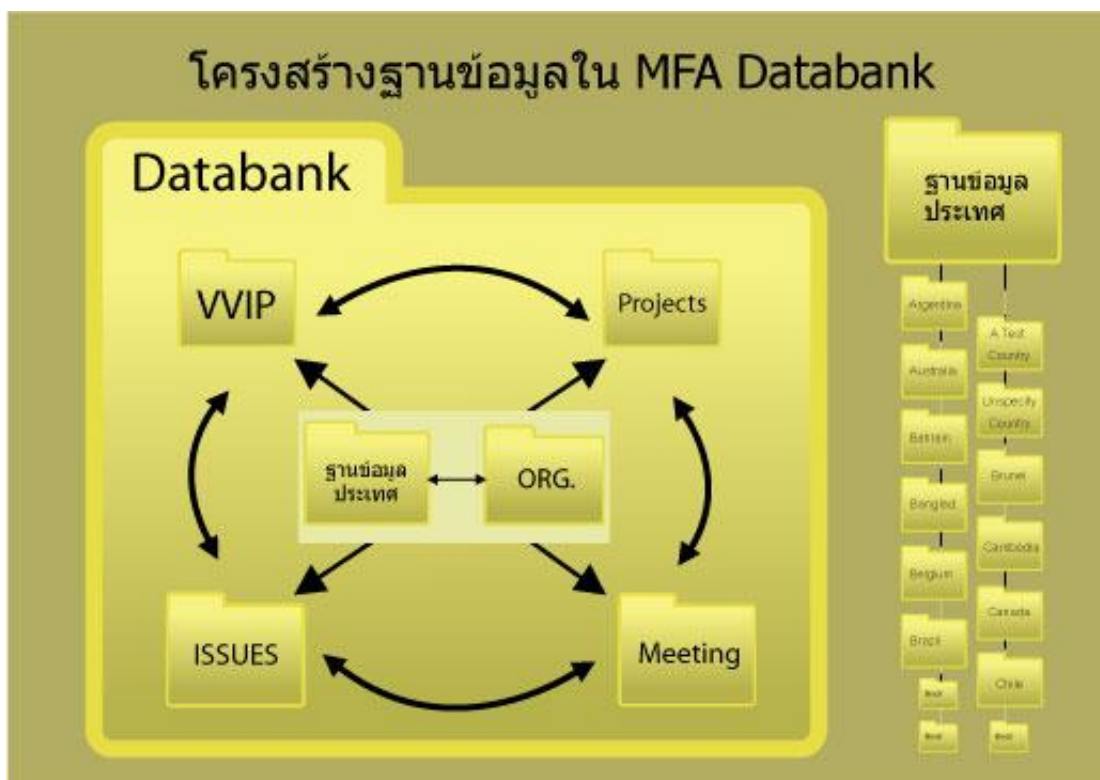 โครงสร้างฐานข้อมูลใน MFA Databank
Databank
VVIP
Projects
ฐานข้อมูล
ประเทศ
ORG.
ISSUES
Meeting
ฐานข้อมูล
ประเทศ
Argentina
Australia
Bahrain
Belgium
Brazil
A Test
Country
Unspecify
Country
Brunei
Cambodia
Canada
Chile